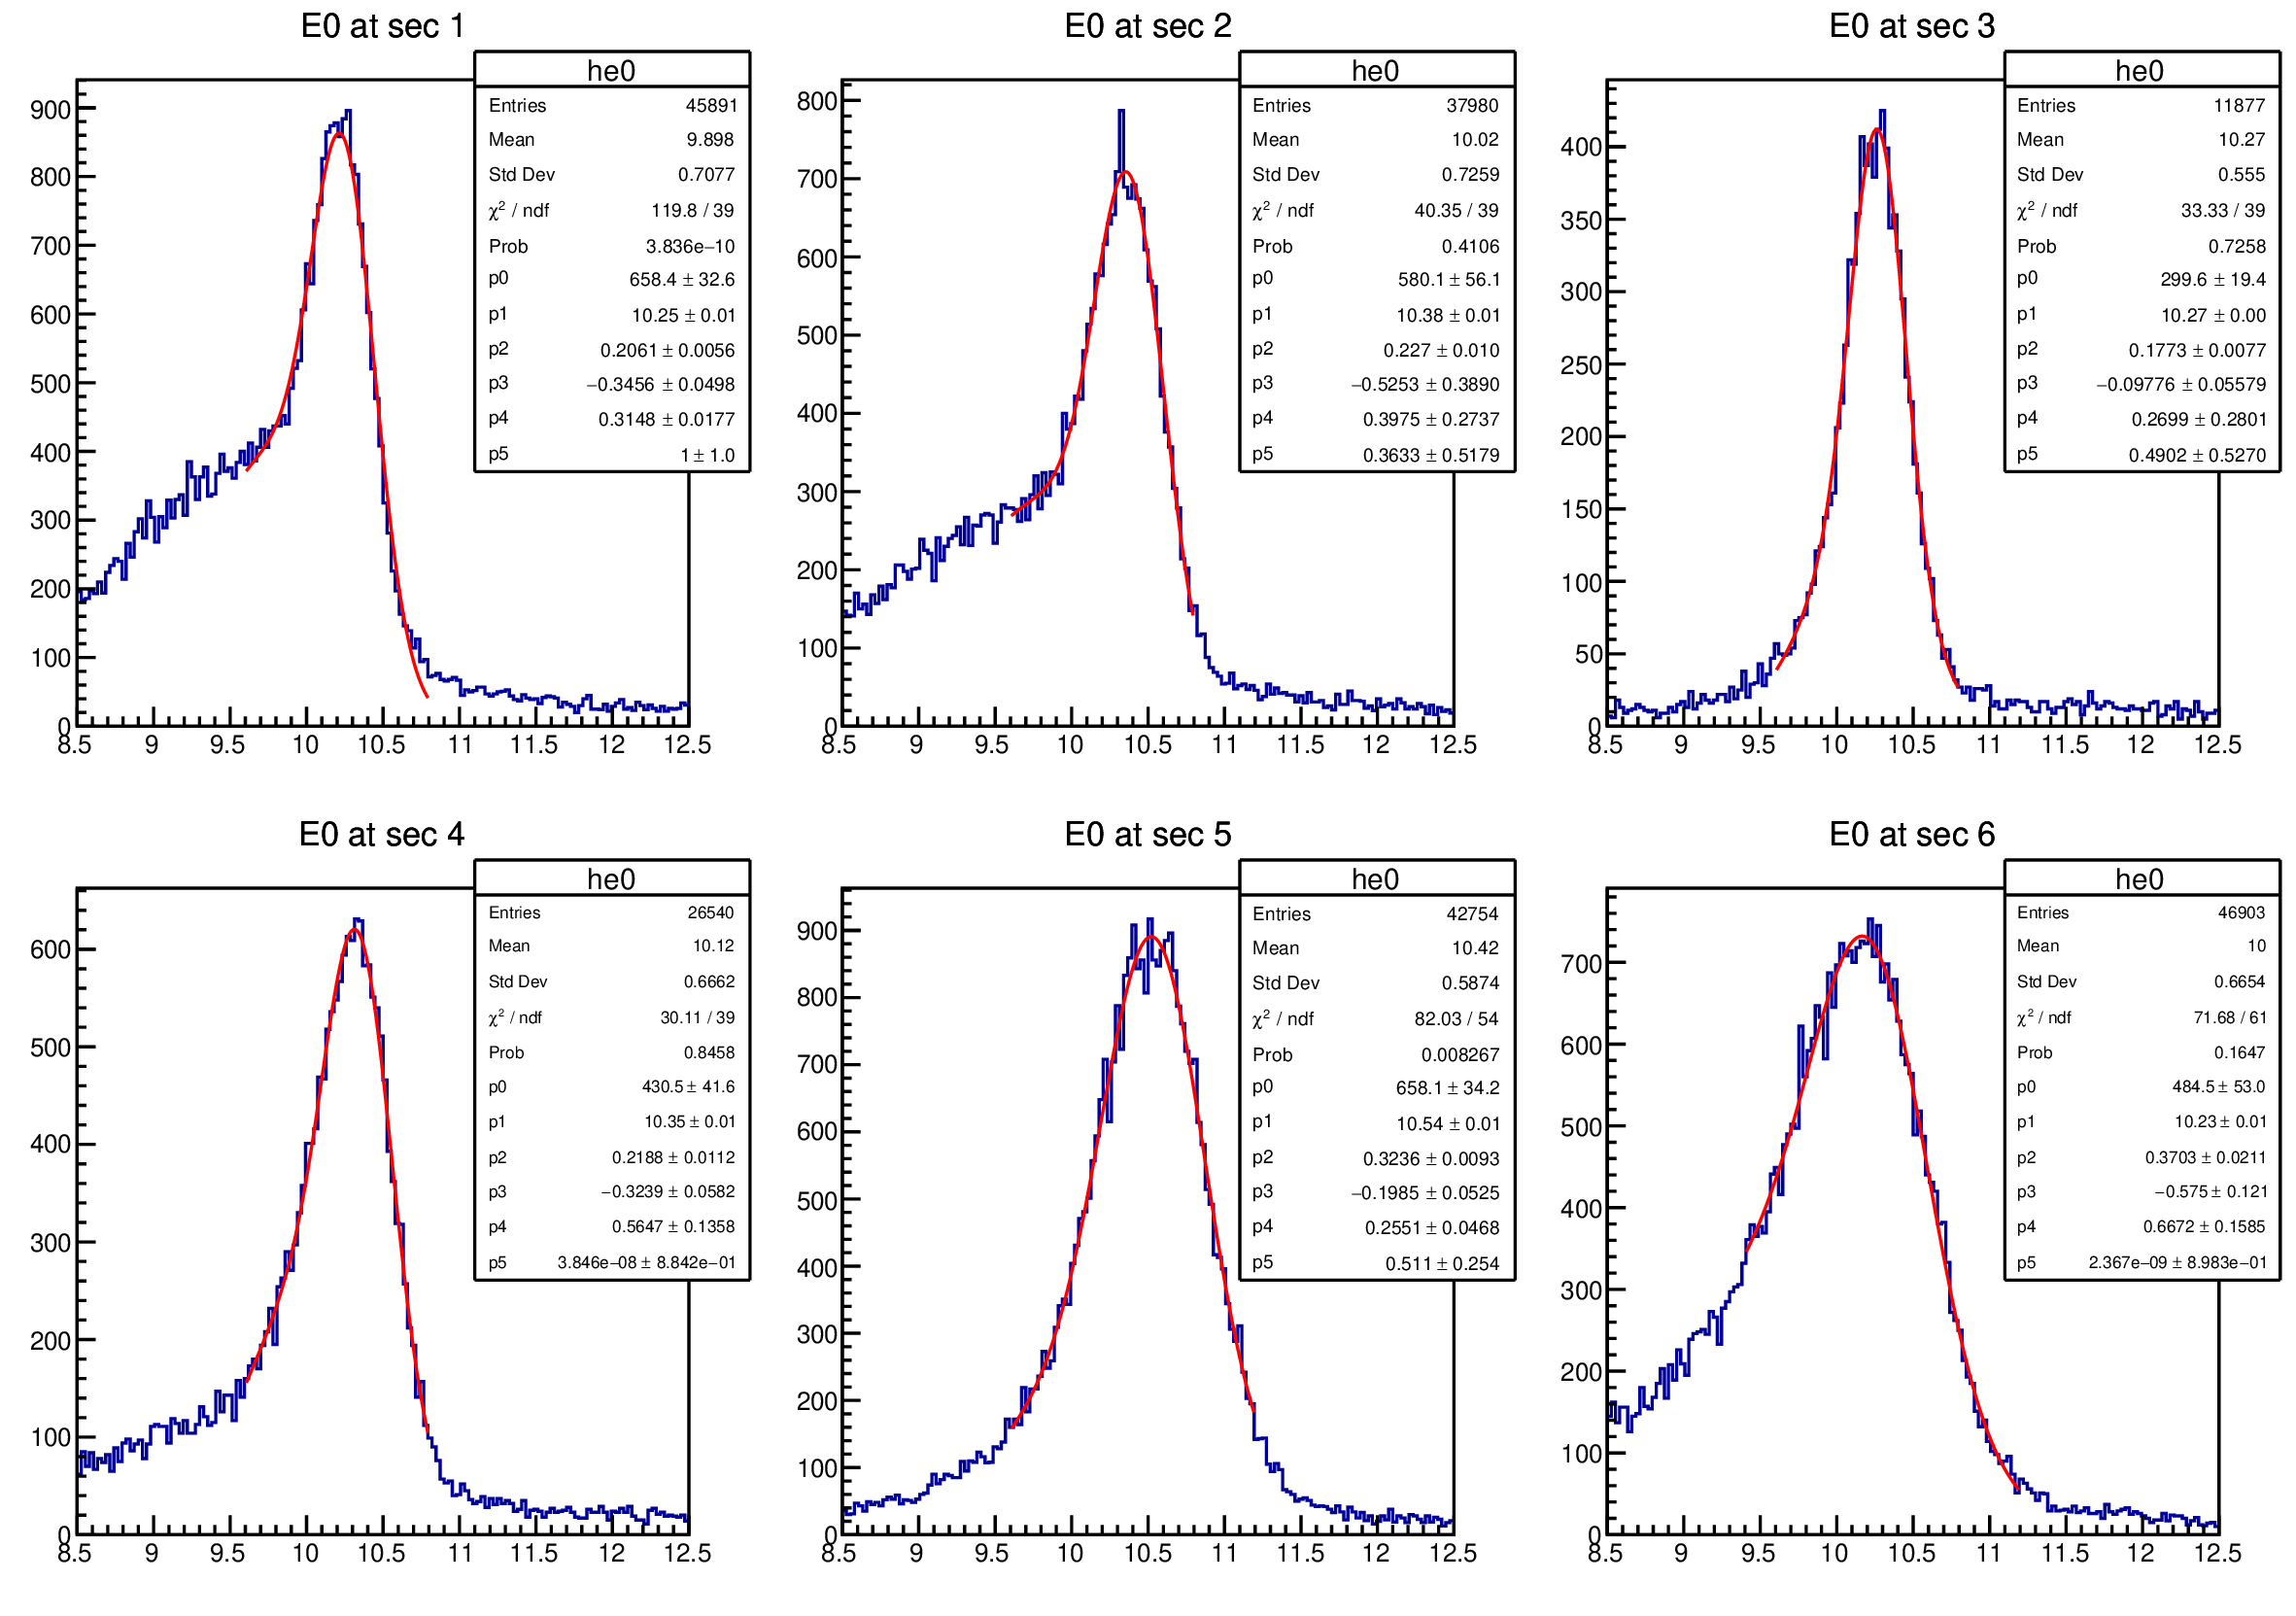 E0 at sec 1
he0
Entries 45891
Mean 9.898
Std Dev 0.7077
χ² / ndf 119.8 / 39
Prob 3.836e−10
p0 658.4 ± 32.6
p1 10.25 ± 0.01
p2 0.2061 ± 0.0056
p3 −0.3456 ± 0.0498
p4 0.3148 ± 0.0177
p5 1 ± 1.0
900
800
700
600
500
400
300
200
100
0
8.5 9 9.5 10 10.5 11 11.5 12 12.5
E0 at sec 2
he0
Entries 37980
Mean 10.02
Std Dev 0.7259
χ² / ndf 40.35 / 39
Prob 0.4106
p0 580.1 ± 56.1
p1 10.38 ± 0.01
p2 0.227 ± 0.010
p3 −0.5253 ± 0.3890
p4 0.3975 ± 0.2737
p5 0.3633 ± 0.5179
800
700
600
500
400
300
200
100
0
8.5 9 9.5 10 10.5 11 11.5 12 12.5
E0 at sec 3
he0
Entries 11877
Mean 10.27
Std Dev 0.555
χ² / ndf 33.33 / 39
Prob 0.7258
p0 299.6 ± 19.4
p1 10.27 ± 0.00
p2 0.1773 ± 0.0077
p3 −0.09776 ± 0.05579
p4 0.2699 ± 0.2801
p5 0.4902 ± 0.5270
400
350
300
250
200
150
100
50
0
8.5 9 9.5 10 10.5 11 11.5 12 12.5
E0 at sec 4
he0
Entries 26540
Mean 10.12
Std Dev 0.6662
χ² / ndf 30.11 / 39
Prob 0.8458
p0 430.5 ± 41.6
p1 10.35 ± 0.01
p2 0.2188 ± 0.0112
p3 −0.3239 ± 0.0582
p4 0.5647 ± 0.1358
p5 3.846e−08 ± 8.842e−01
600
500
400
300
200
100
0
8.5 9 9.5 10 10.5 11 11.5 12 12.5
E0 at sec 5
he0
Entries 42754
Mean 10.42
Std Dev 0.5874
χ² / ndf 82.03 / 54
Prob 0.008267
p0 658.1 ± 34.2
p1 10.54 ± 0.01
p2 0.3236 ± 0.0093
p3 −0.1985 ± 0.0525
p4 0.2551 ± 0.0468
p5 0.511 ± 0.254
900
800
700
600
500
400
300
200
100
0
8.5 9 9.5 10 10.5 11 11.5 12 12.5
E0 at sec 6
he0
Entries 46903
Mean 10
Std Dev 0.6654
χ² / ndf 71.68 / 61
Prob 0.1647
p0 484.5 ± 53.0
p1 10.23 ± 0.01
p2 0.3703 ± 0.0211
p3 −0.575 ± 0.121
p4 0.6672 ± 0.1585
p5 2.367e−09 ± 8.983e−01
700
600
500
400
300
200
100
0
8.5 9 9.5 10 10.5 11 11.5 12 12.5